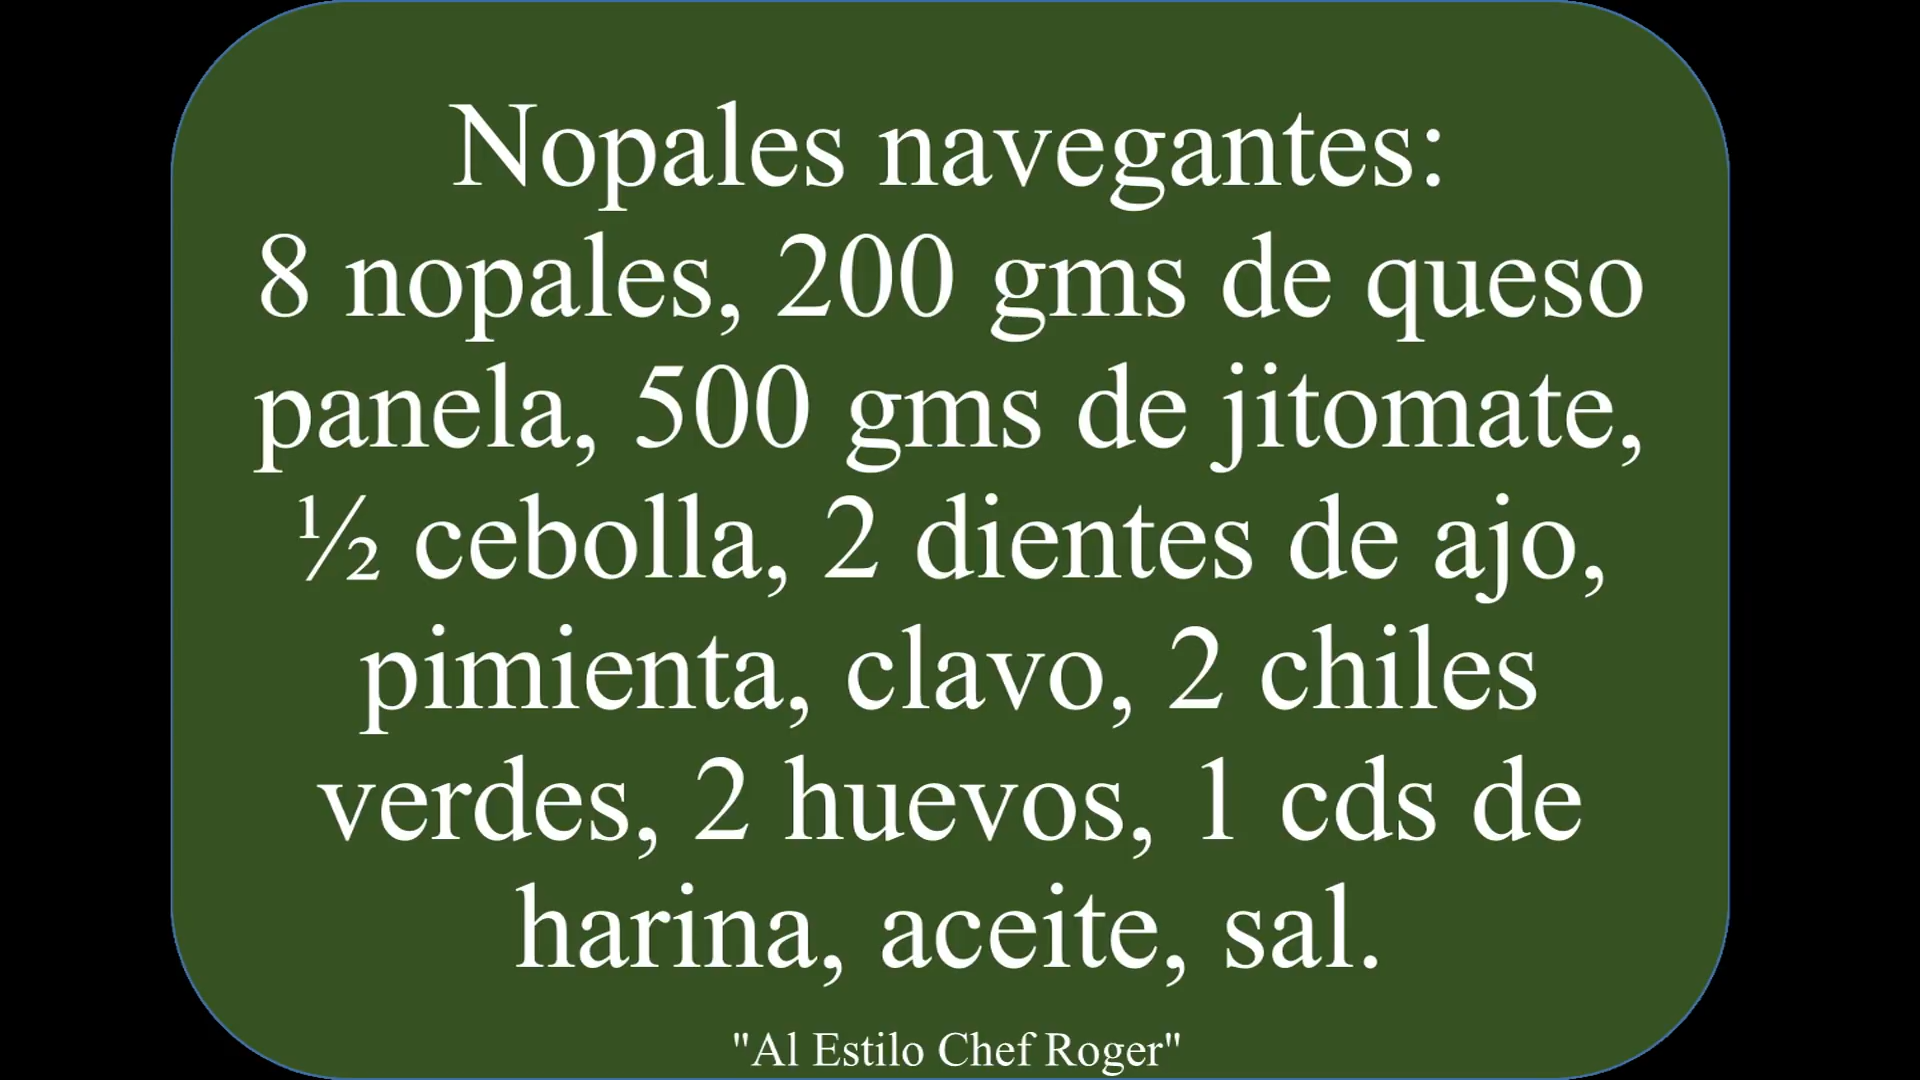 Nopales navegantes:
8 nopales, 200 gms de queso
panela, 500 gms de jitomate,
½ cebolla, 2 dientes de ajo,
pimienta, clavo, 2 chiles
verdes, 2 huevos, 1 cds de
harina, aceite, sal.
"Al Estilo Chef Roger"